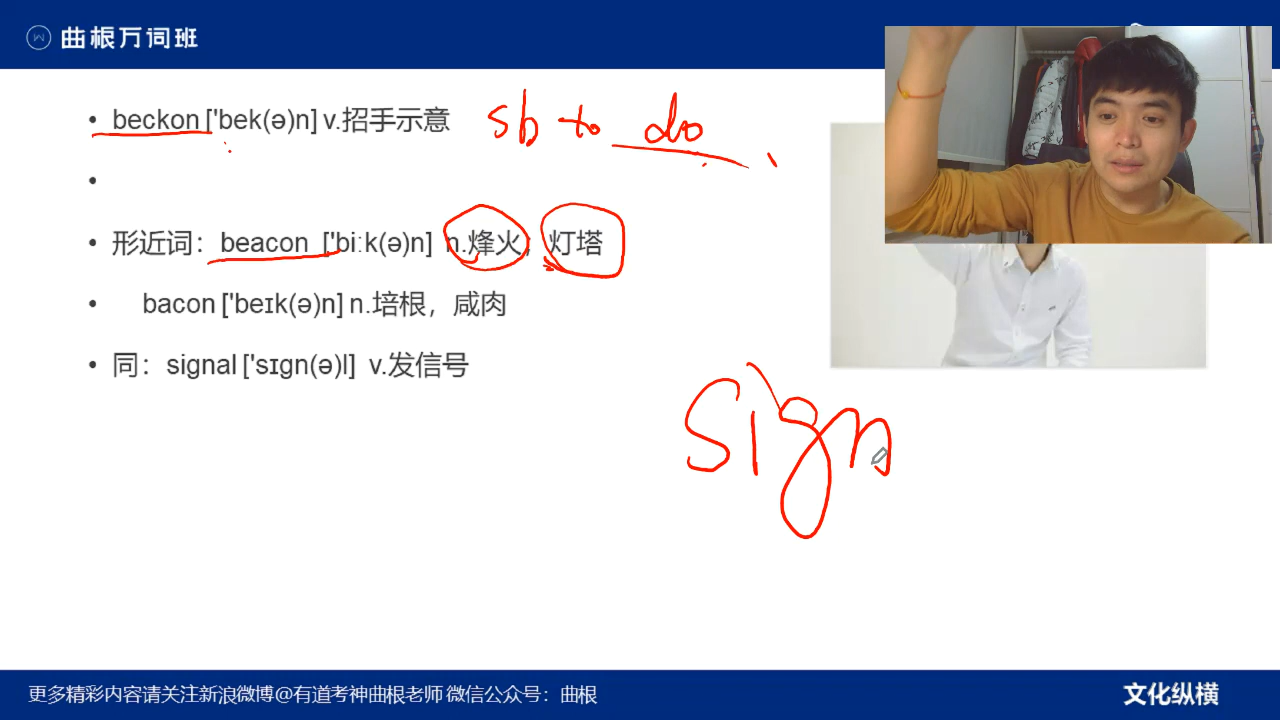 曲根万词班
• beckon ['bek(ə)n] v.招手示意 sb to do
•
• 形近词：beacon ['biːk(ə)n] n.烽火；灯塔
• bacon ['beɪk(ə)n] n.培根，咸肉
• 同：signal ['sɪgn(ə)l] v.发信号
sign
更多精彩内容请关注新浪微博@有道考神曲根老师 微信公众号：曲根
文化纵横